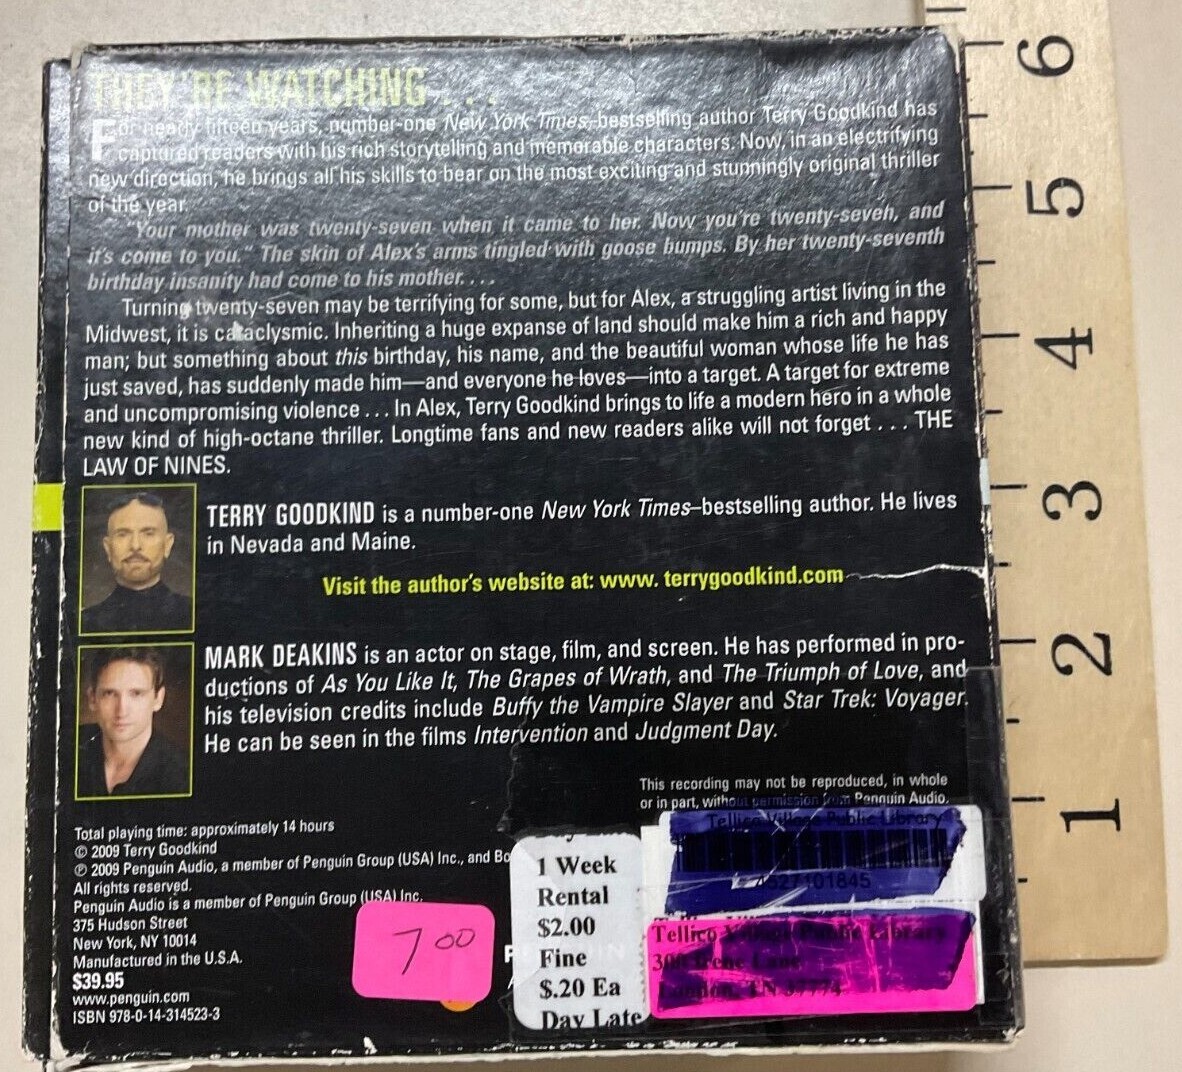 THEY'RE WATCHING . . .
For nearly fifteen years, number-one New York Times–bestselling author Terry Goodkind has
captured readers with his rich storytelling and memorable characters. Now, in an electrifying
new direction, he brings all his skills to bear on the most exciting and stunningly original thriller
of the year.
"Your mother was twenty-seven when it came to her. Now you're twenty-seven, and
it's come to you." The skin of Alex's arms tingled with goose bumps. By her twenty-seventh
birthday insanity had come to his mother. . . .
Turning twenty-seven may be terrifying for some, but for Alex, a struggling artist living in the
Midwest, it is cataclysmic. Inheriting a huge expanse of land should make him a rich and happy
man; but something about this birthday, his name, and the beautiful woman whose life he has
just saved, has suddenly made him—and everyone he loves—into a target. A target for extreme
and uncompromising violence . . . In Alex, Terry Goodkind brings to life a modern hero in a whole
new kind of high-octane thriller. Longtime fans and new readers alike will not forget . . . THE
LAW OF NINES.
TERRY GOODKIND is a number-one New York Times–bestselling author. He lives
in Nevada and Maine.
Visit the author's website at: www. terrygoodkind.com
MARK DEAKINS is an actor on stage, film, and screen. He has performed in pro-
ductions of As You Like It, The Grapes of Wrath, and The Triumph of Love, and
his television credits include Buffy the Vampire Slayer and Star Trek: Voyager.
He can be seen in the films Intervention and Judgment Day.
This recording may not be reproduced, in whole
or in part, without permission from Penguin Audio.
Total playing time: approximately 14 hours
© 2009 Terry Goodkind
℗ 2009 Penguin Audio, a member of Penguin Group (USA) Inc., and Bo
All rights reserved.
Penguin Audio is a member of Penguin Group (USA) Inc.
375 Hudson Street
New York, NY 10014
Manufactured in the U.S.A.
$39.95
www.penguin.com
ISBN 978-0-14-314523-3
7 00
1 Week
Rental
$2.00
Fine
$.20 Ea
Day Late
Tellico Village Public Library
01845
Tellico Village Public Library
Irene Lane
Loudon, TN 37774
6
5
4
3
2
1